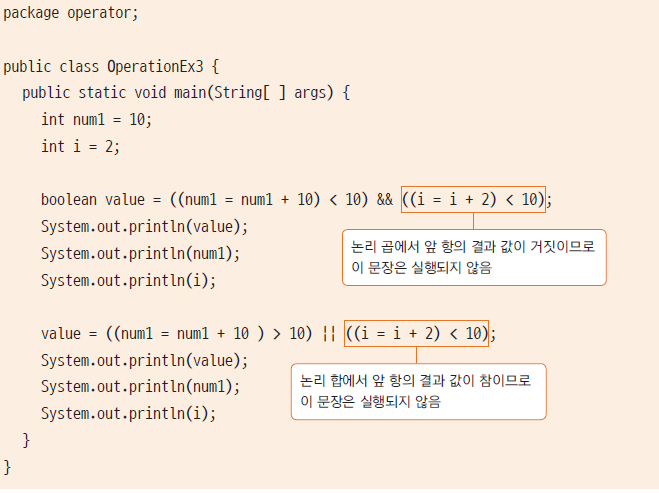 package operator;
public class OperationEx3 {
public static void main(String[ ] args) {
int num1 = 10;
int i = 2;
boolean value = ((num1 = num1 + 10) < 10) && ((i = i + 2) < 10);
System.out.println(value);
System.out.println(num1);
System.out.println(i);
논리 곱에서 앞 항의 결과 값이 거짓이므로
이 문장은 실행되지 않음
value = ((num1 = num1 + 10 ) > 10) || ((i = i + 2) < 10);
System.out.println(value);
System.out.println(num1);
System.out.println(i);
논리 합에서 앞 항의 결과 값이 참이므로
이 문장은 실행되지 않음
}
}